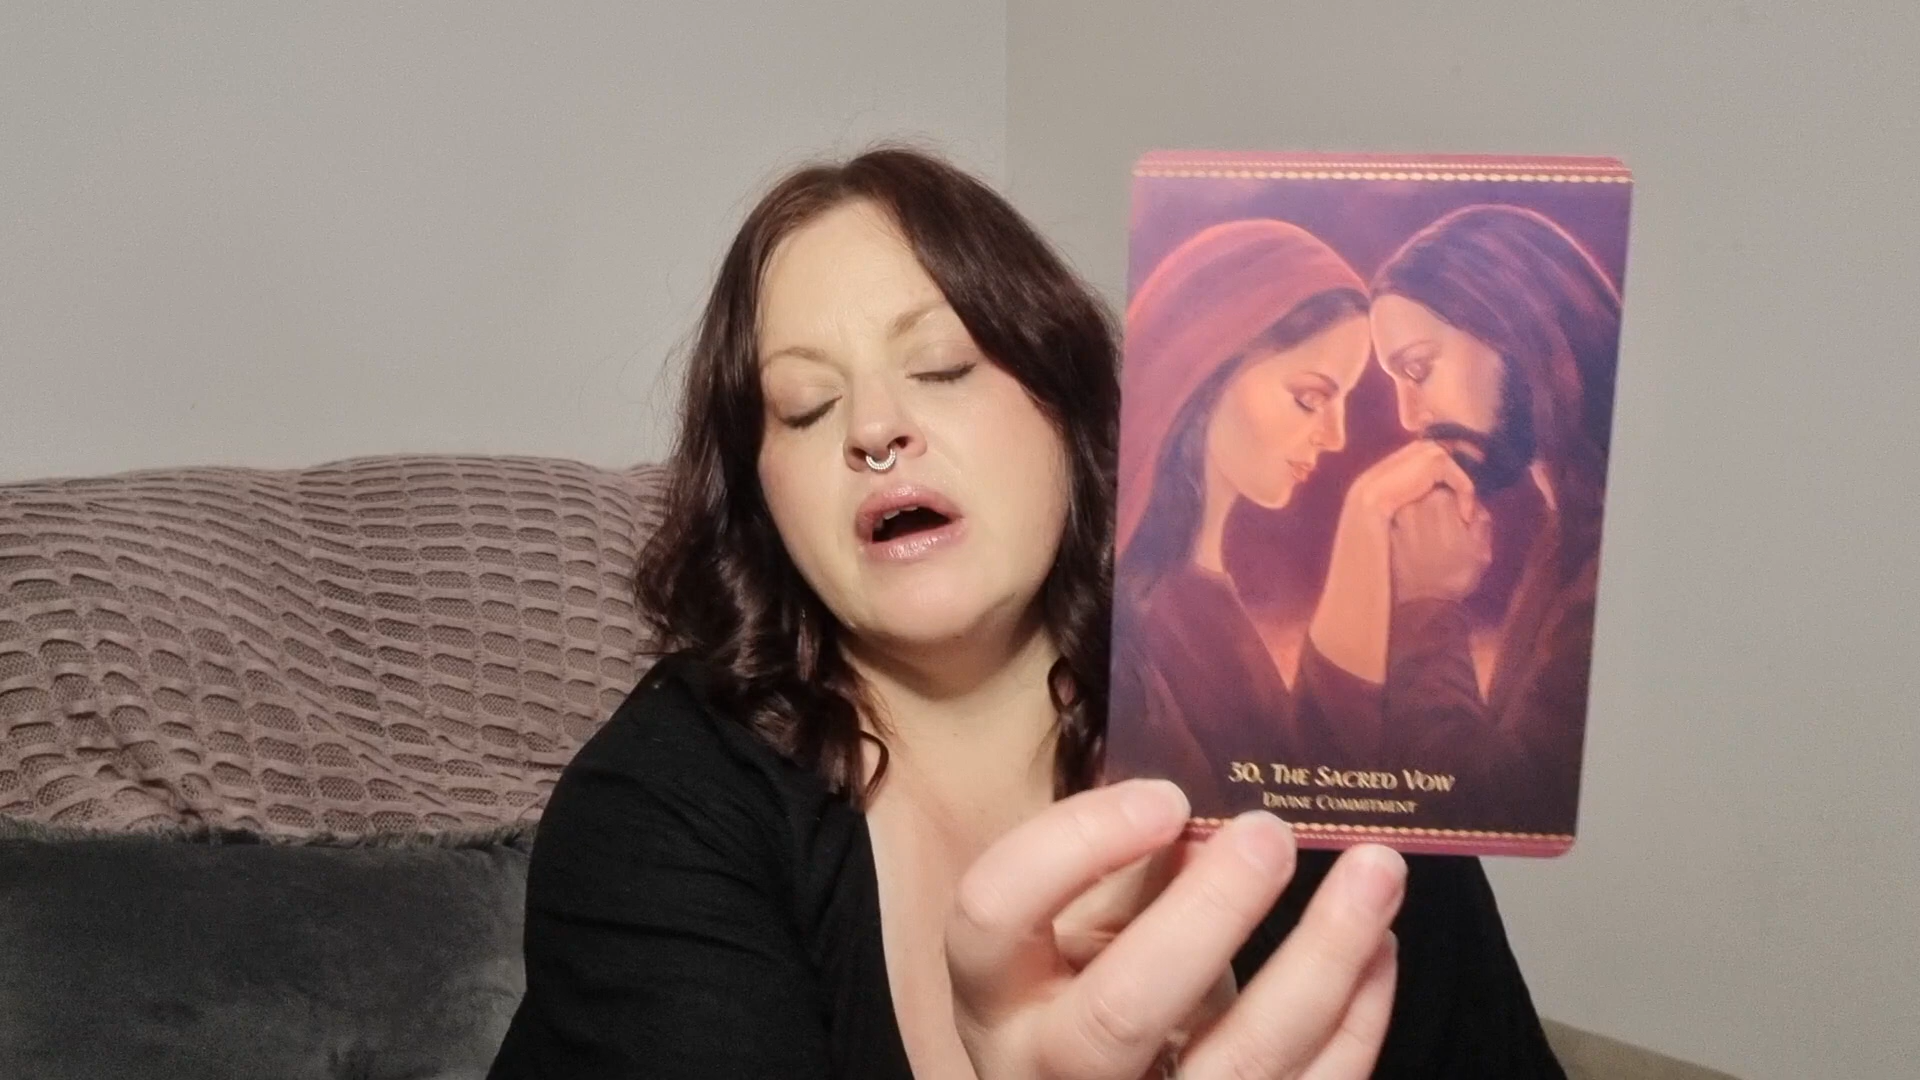 30. The Sacred Vow
Divine Commitment